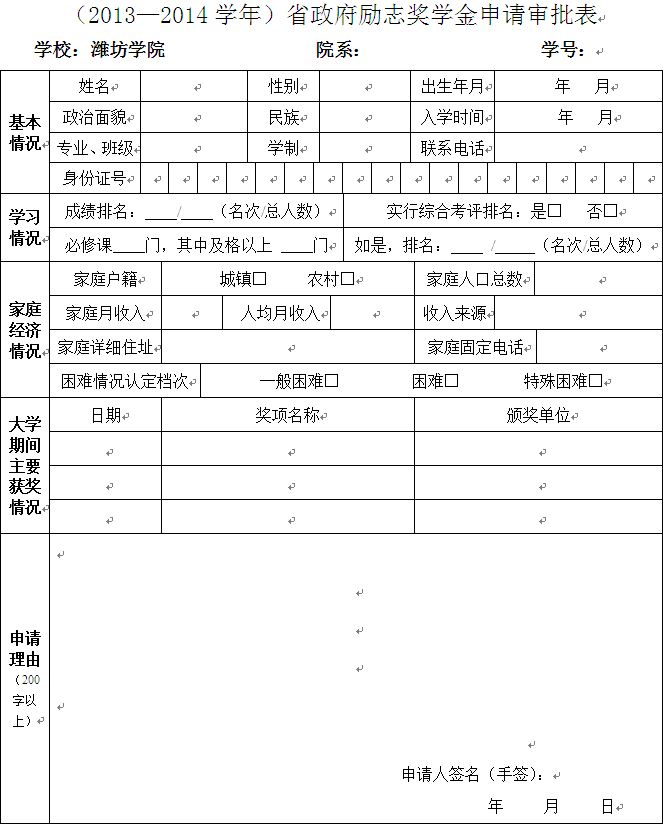 （2013—2014 学年）省政府励志奖学金申请审批表
学校：潍坊学院 院系： 学号：
基本情况
姓名 性别 出生年月 年 月
政治面貌 民族 入学时间 年 月
专业、班级 学制 联系电话
身份证号
学习情况
成绩排名：____/____（名次/总人数） 实行综合考评排名：是□ 否□
必修课____门，其中及格以上 ____门 如是，排名：____ /_____（名次/总人数）
家庭经济情况
家庭户籍 城镇□ 农村□ 家庭人口总数
家庭月收入 人均月收入 收入来源
家庭详细住址 家庭固定电话
困难情况认定档次 一般困难□ 困难□ 特殊困难□
大学期间主要获奖情况
日期 奖项名称 颁奖单位
申请理由
（200字以上）
申请人签名（手签）：
年 月 日